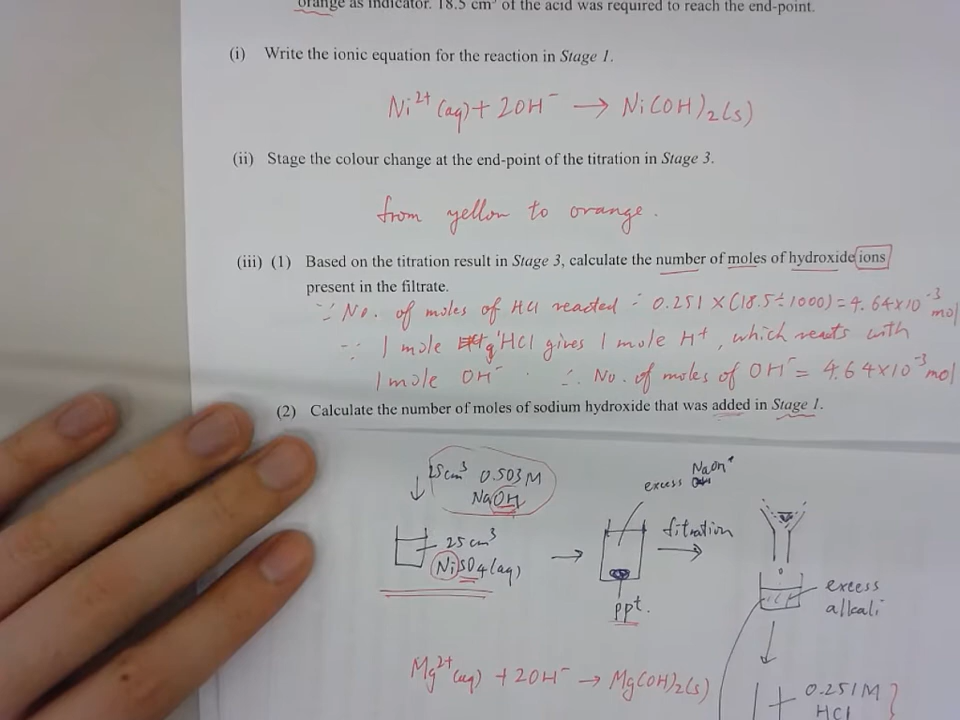 orange as indicator. 18.5 cm³ of the acid was required to reach the end-point.
(i) Write the ionic equation for the reaction in Stage 1.
Ni²⁺(aq) + 2OH⁻ → Ni(OH)₂(s)
(ii) Stage the colour change at the end-point of the titration in Stage 3.
from yellow to orange.
(iii) (1) Based on the titration result in Stage 3, calculate the number of moles of hydroxide ions
present in the filtrate.
∵ No. of moles of HCl reacted = 0.251 × (18.5÷1000) = 4.64×10⁻³ mol
∵ 1 mole of HCl gives 1 mole H⁺, which reacts with
1 mole OH⁻. ∴ No. of moles of OH⁻ = 4.64×10⁻³ mol
(2) Calculate the number of moles of sodium hydroxide that was added in Stage 1.
25cm³ 0.503M
NaOH
25cm³
NiSO₄(aq)
excess
ppt.
fitration
excess
alkali
Mg²⁺(aq) + 2OH⁻ → Mg(OH)₂(s)
0.251M
HCl